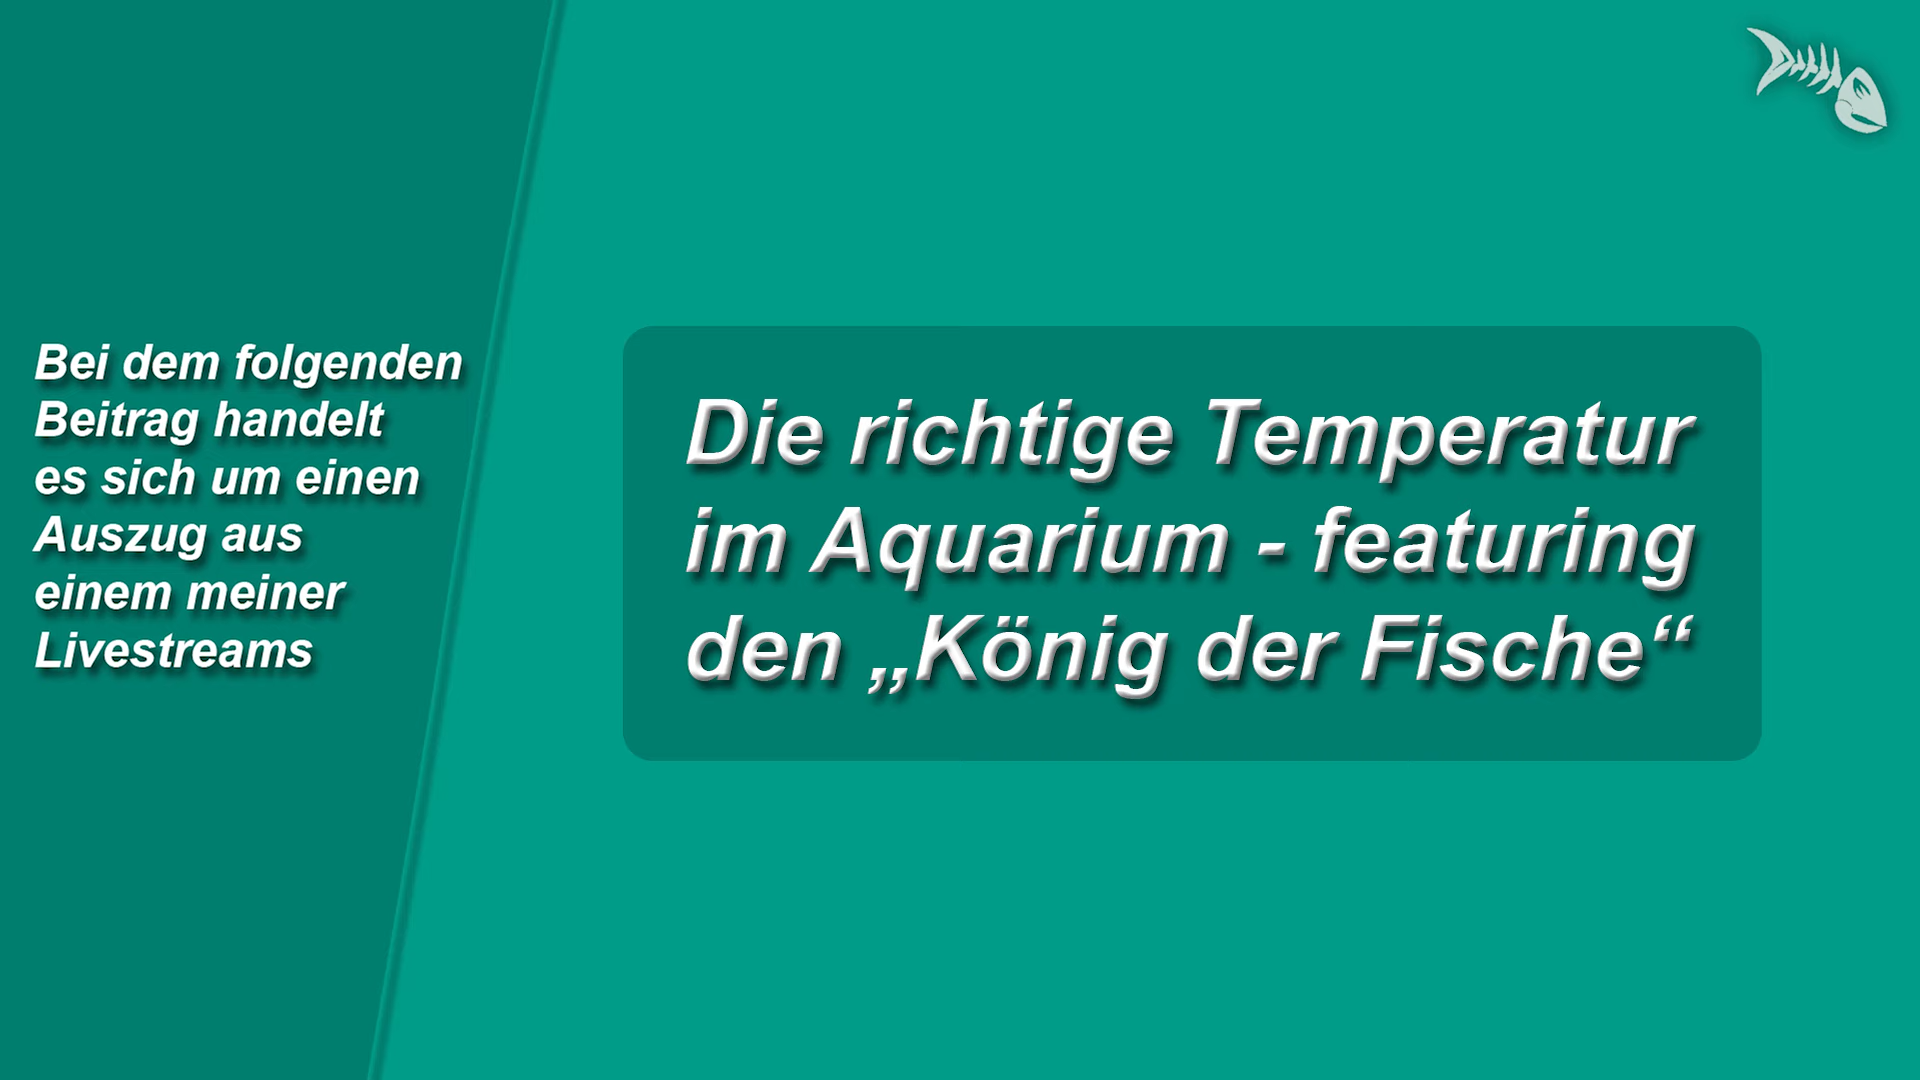 Bei dem folgenden
Beitrag handelt
es sich um einen
Auszug aus
einem meiner
Livestreams
Die richtige Temperatur
im Aquarium - featuring
den „König der Fische“